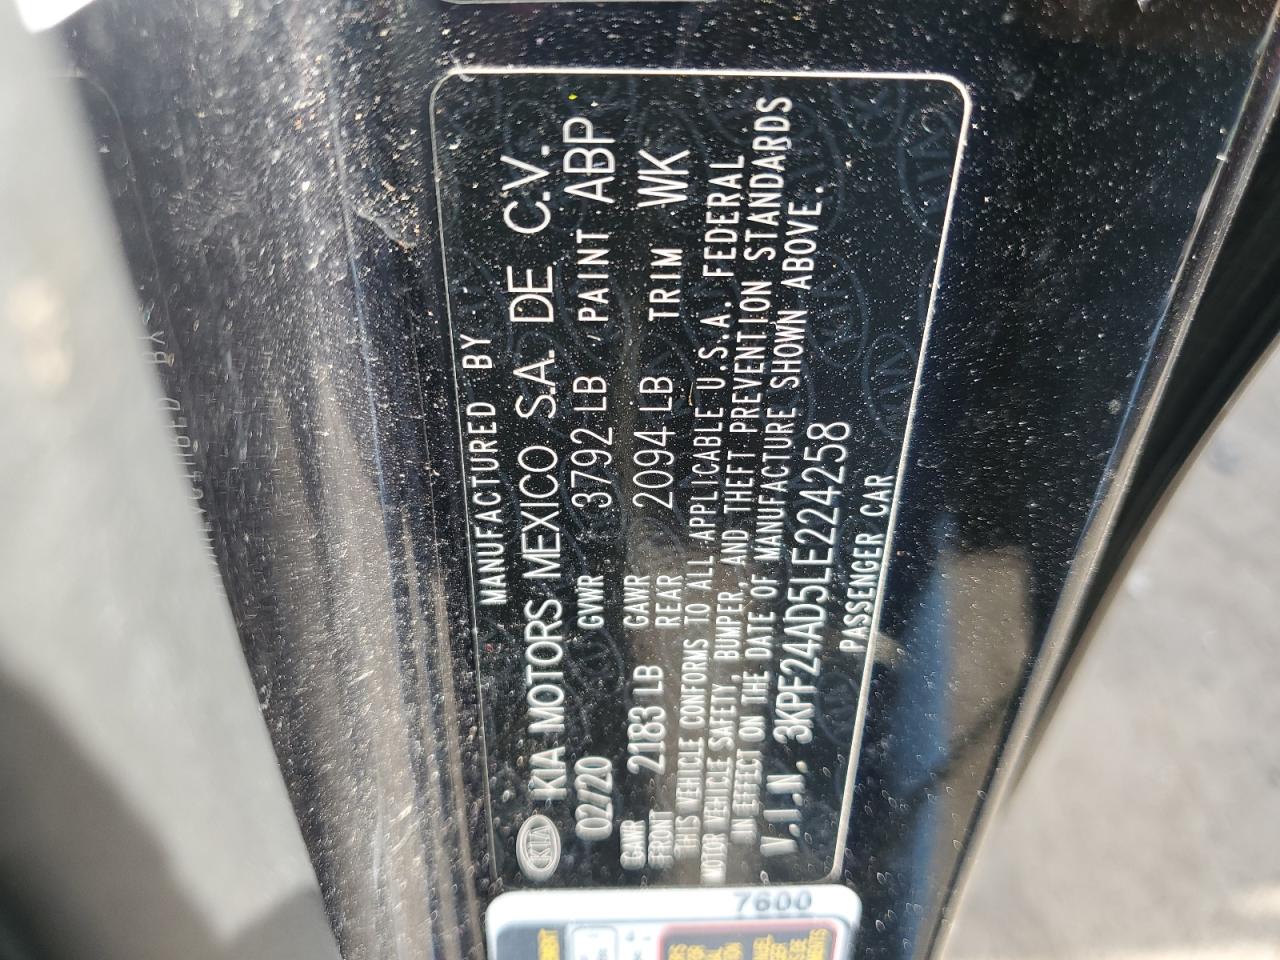 MANUFACTURED BY
KIA KIA MOTORS MEXICO S.A. DE C.V.
02/20 GVWR 3792 LB PAINT ABP
GAWR FRONT 2183 LB GAWR REAR 2094 LB TRIM WK
THIS VEHICLE CONFORMS TO ALL APPLICABLE U.S.A. FEDERAL
MOTOR VEHICLE SAFETY, BUMPER, AND THEFT PREVENTION STANDARDS
IN EFFECT ON THE DATE OF MANUFACTURE SHOWN ABOVE.
V.I.N. 3KPF24AD5LE224258
PASSENGER CAR
7600